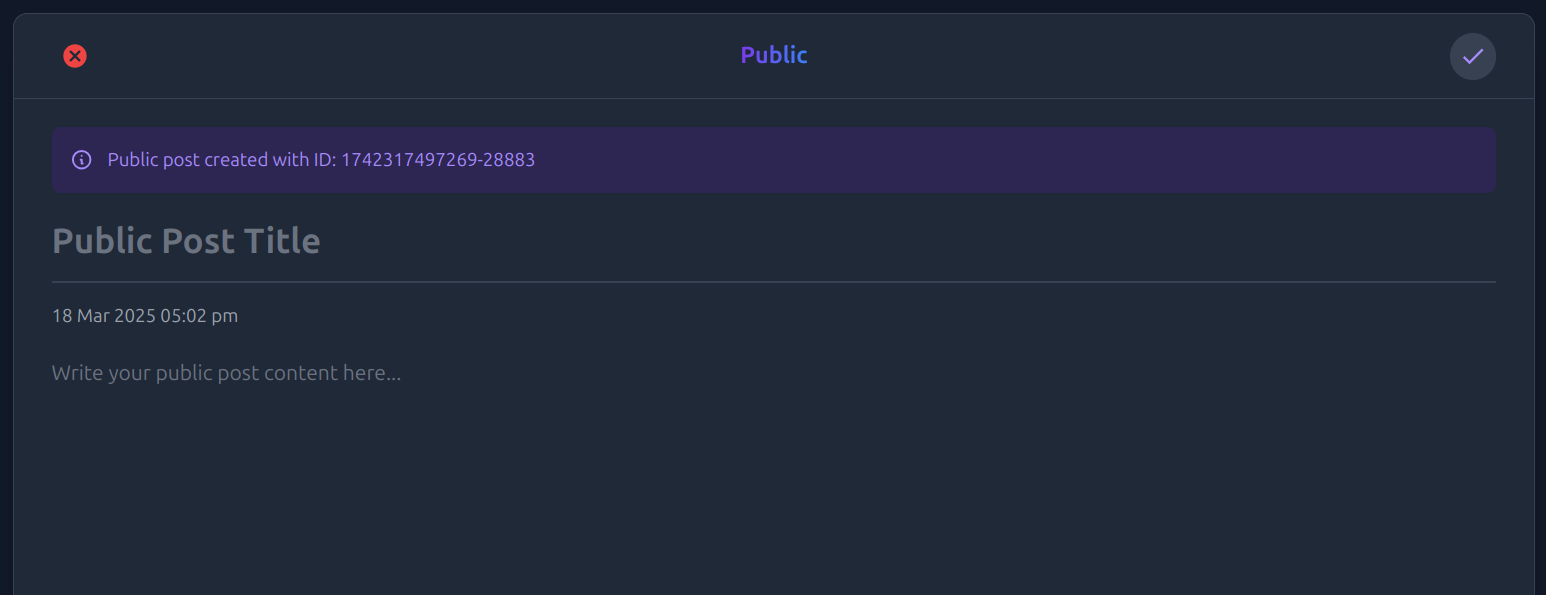 Public
Public post created with ID: 1742317497269-28883
Public Post Title
18 Mar 2025 05:02 pm
Write your public post content here...